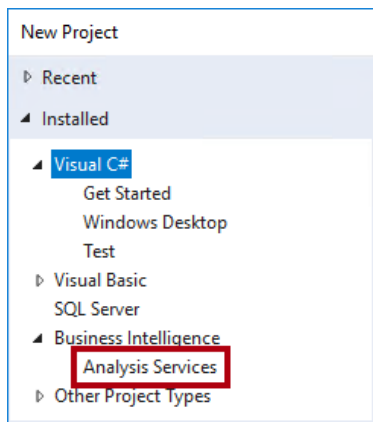 New Project
Recent
Installed
Visual C#
Get Started
Windows Desktop
Test
Visual Basic
SQL Server
Business Intelligence
Analysis Services
Other Project Types